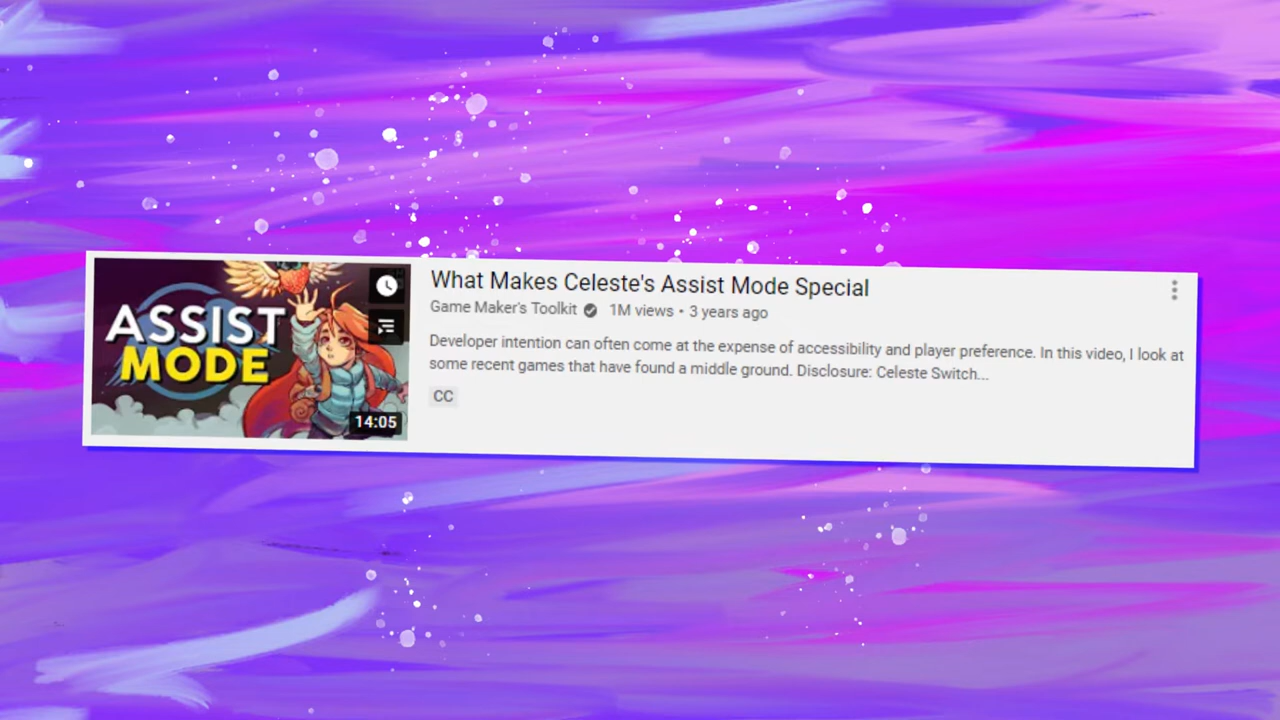 ASSIST
MODE
14:05
What Makes Celeste's Assist Mode Special
Game Maker's Toolkit 1M views • 3 years ago
Developer intention can often come at the expense of accessibility and player preference. In this video, I look at
some recent games that have found a middle ground. Disclosure: Celeste Switch...
CC